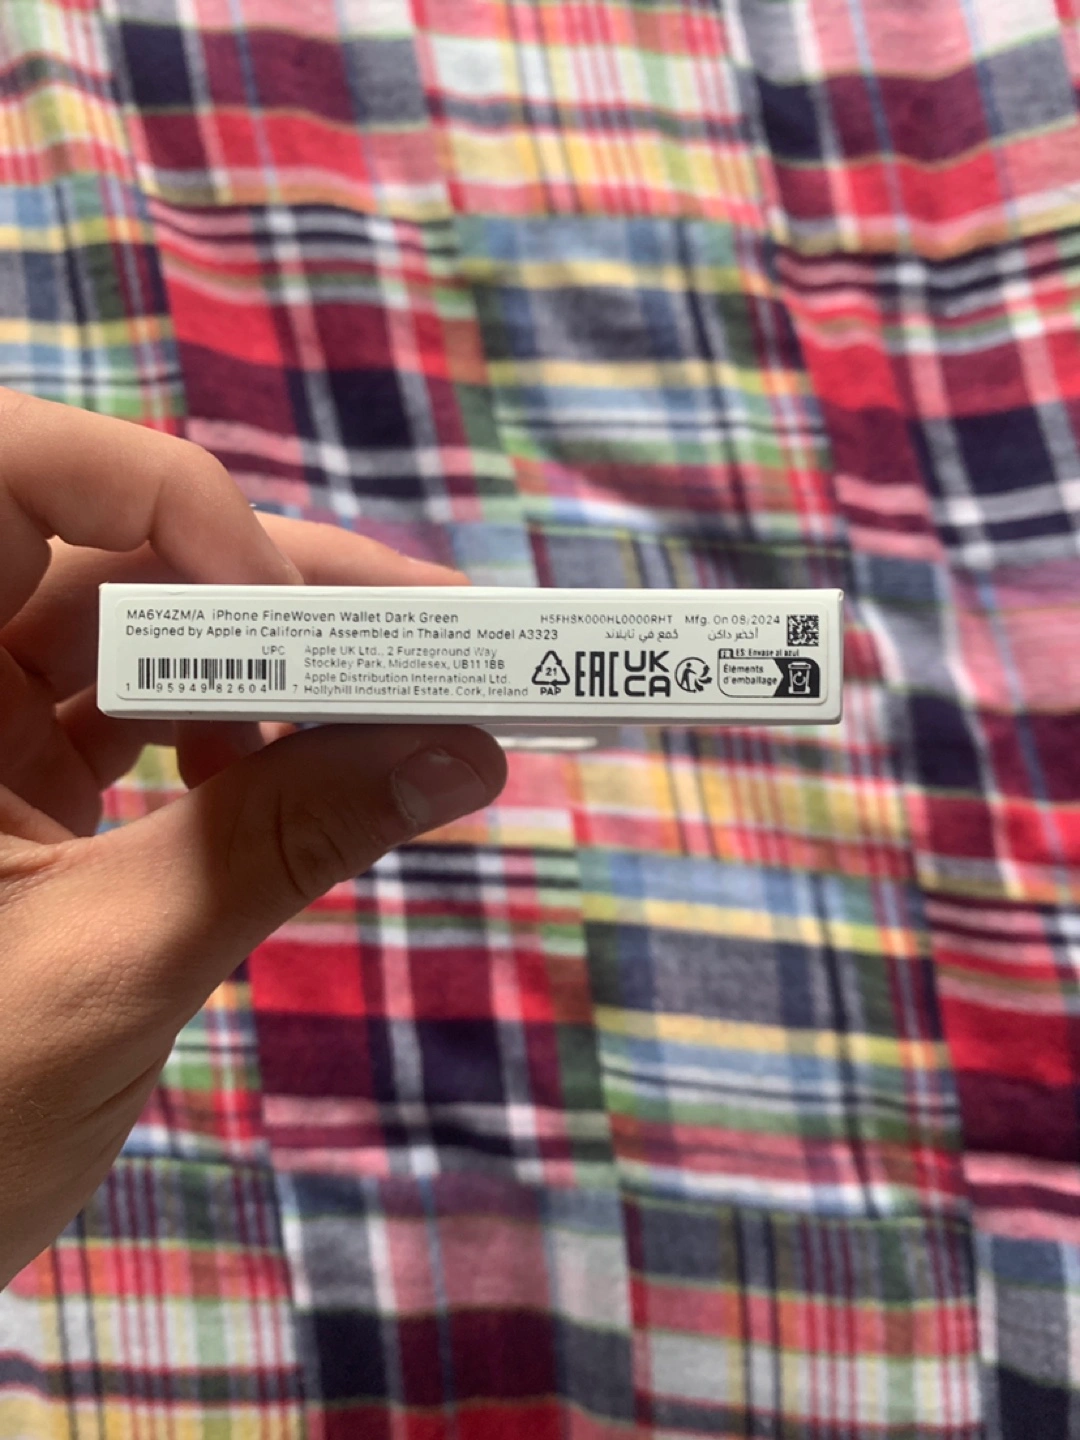 MA6Y4ZM/A iPhone FineWoven Wallet Dark Green
H5FH8K000HL0000RHT Mfg. On 08/2024
Designed by Apple in California Assembled in Thailand Model A3323
جُمع في تايلاند أخضر داكن
UPC
1 95949 82604 7
Apple UK Ltd., 2 Furzeground Way
Stockley Park, Middlesex, UB11 1BB
Apple Distribution International Ltd.
Hollyhill Industrial Estate, Cork, Ireland
21
PAP
EAC
UK
CA
FR ES: Envase al azul
Éléments
d'emballage